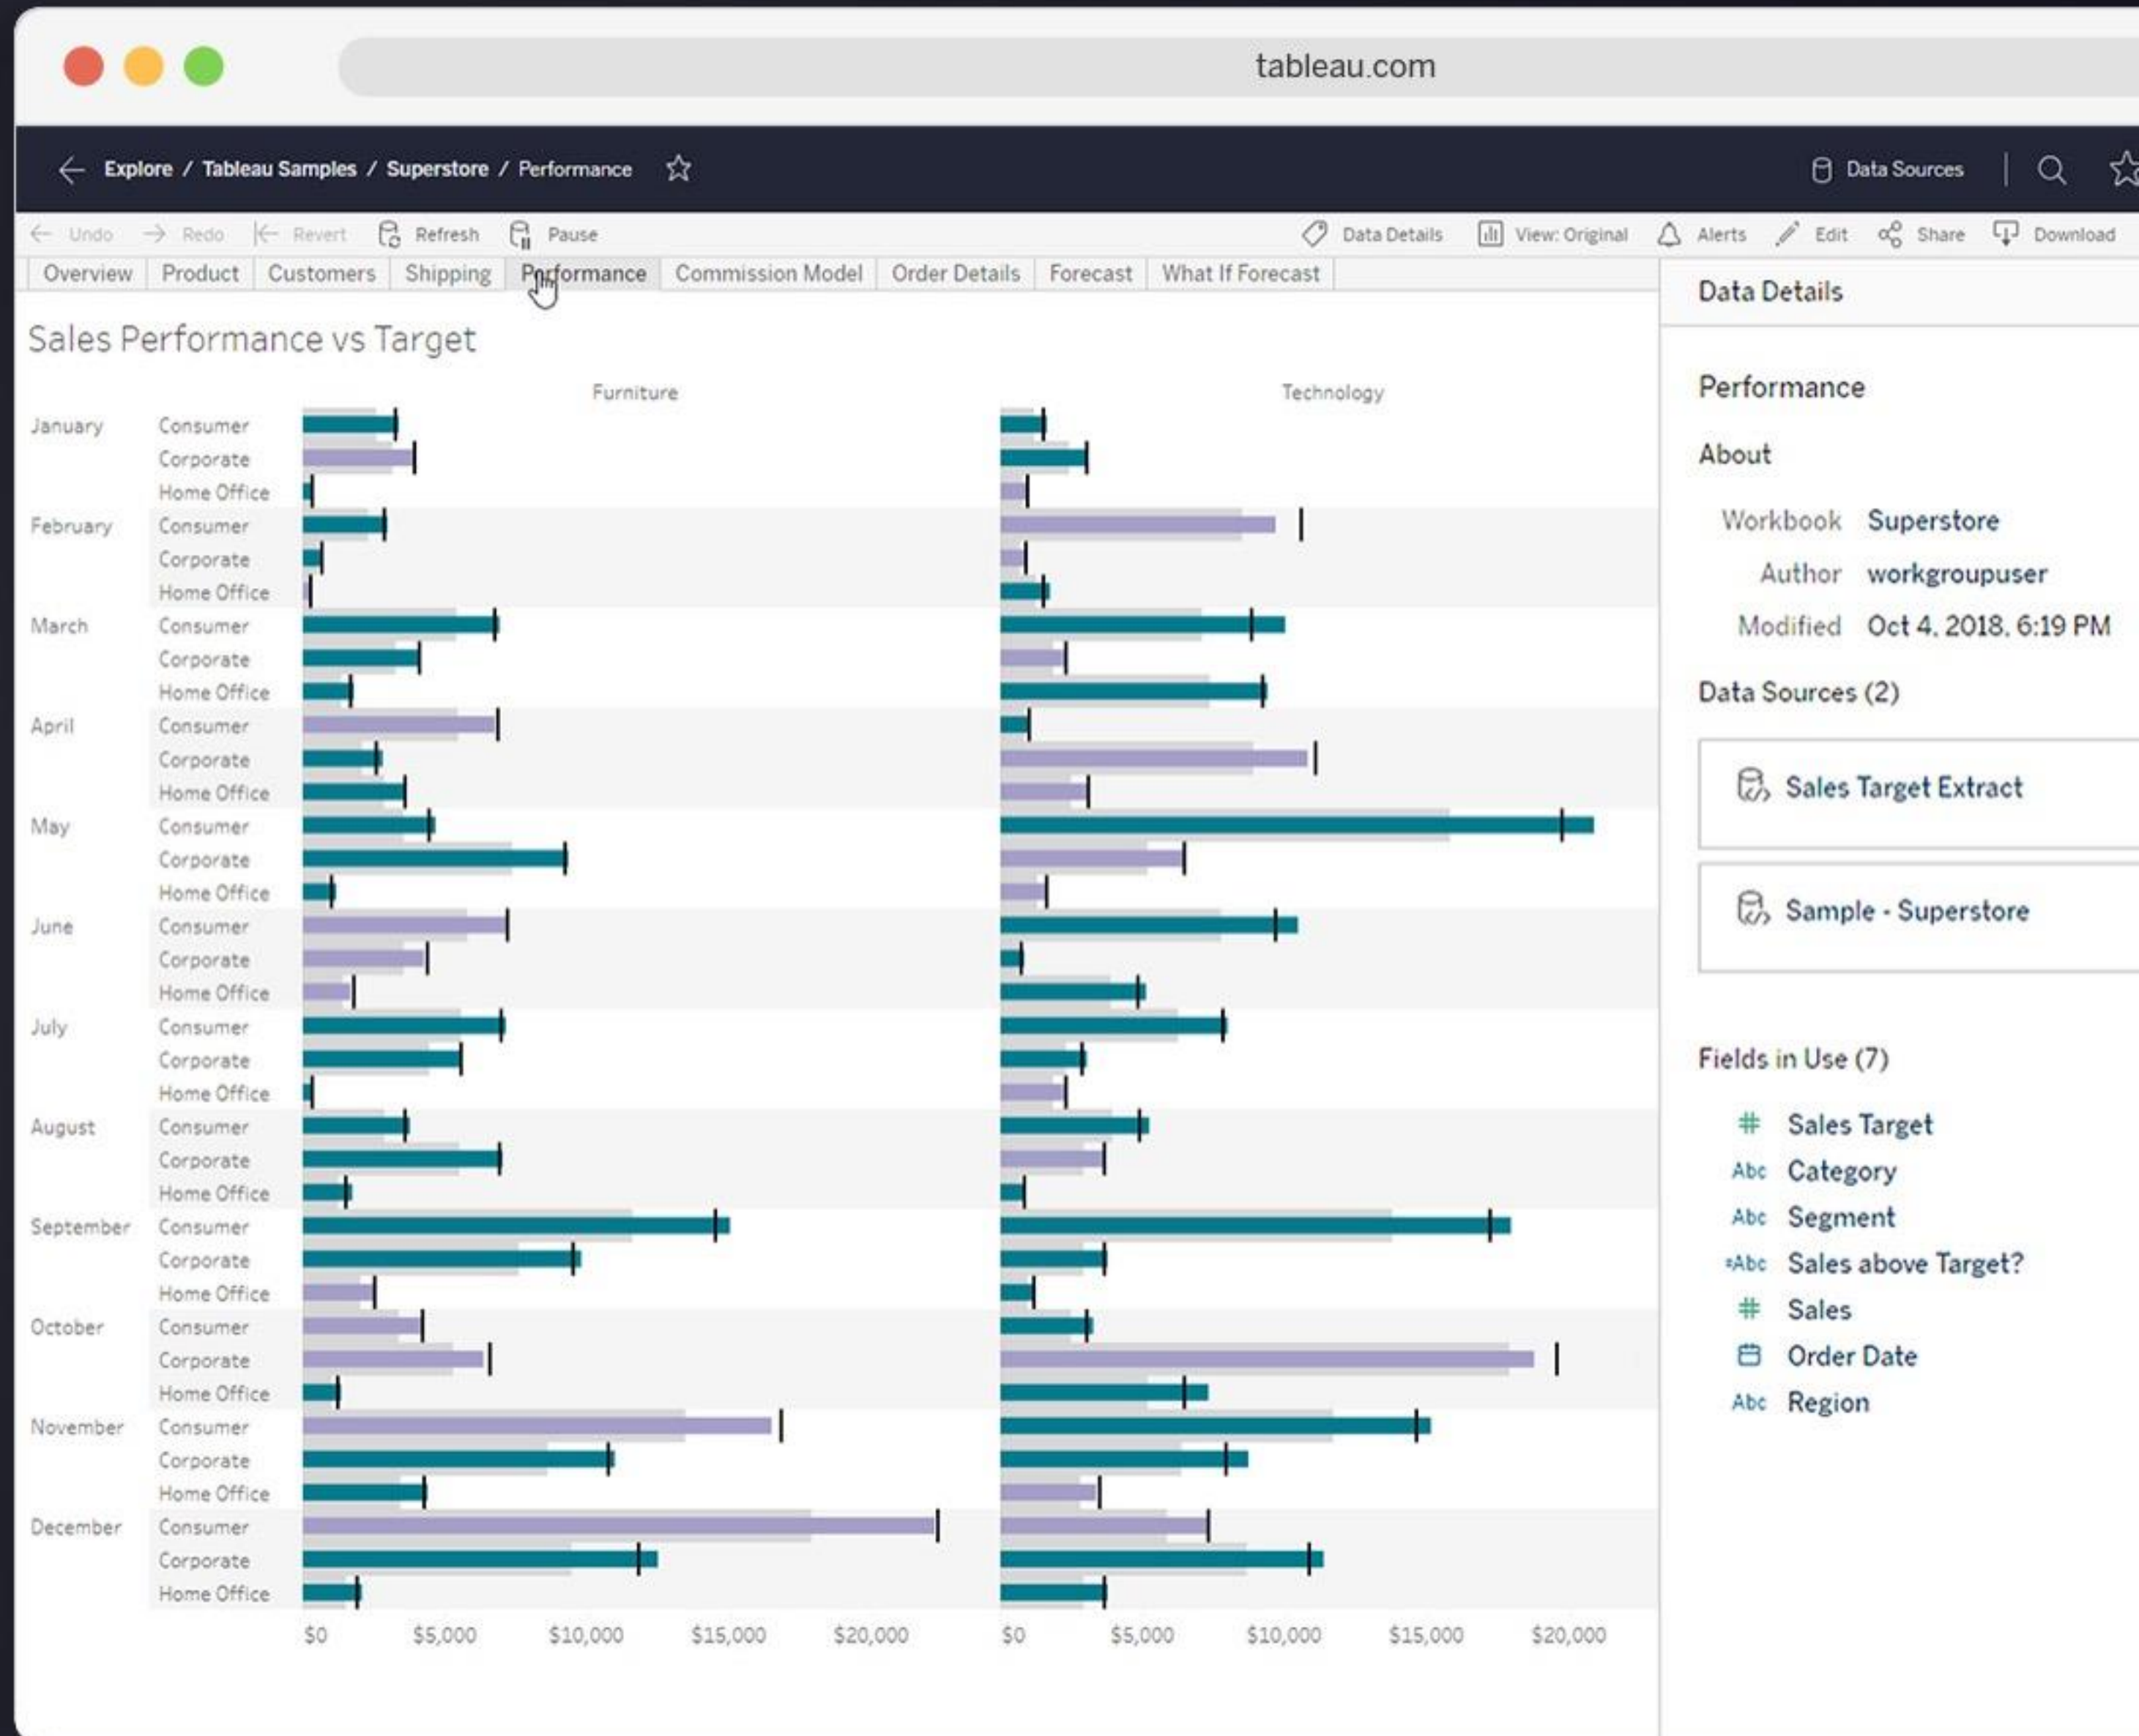 tableau.com
Explore / Tableau Samples / Superstore / Performance
Data Sources
Undo Redo Revert Refresh Pause
Data Details View: Original Alerts Edit Share Download
Overview Product Customers Shipping Performance Commission Model Order Details Forecast What If Forecast
Sales Performance vs Target
Furniture Technology
January Consumer
Corporate
Home Office
February Consumer
Corporate
Home Office
March Consumer
Corporate
Home Office
April Consumer
Corporate
Home Office
May Consumer
Corporate
Home Office
June Consumer
Corporate
Home Office
July Consumer
Corporate
Home Office
August Consumer
Corporate
Home Office
September Consumer
Corporate
Home Office
October Consumer
Corporate
Home Office
November Consumer
Corporate
Home Office
December Consumer
Corporate
Home Office
$0 $5,000 $10,000 $15,000 $20,000 $0 $5,000 $10,000 $15,000 $20,000
Data Details
Performance
About
Workbook Superstore
Author workgroupuser
Modified Oct 4, 2018, 6:19 PM
Data Sources (2)
Sales Target Extract
Sample - Superstore
Fields in Use (7)
# Sales Target
Abc Category
Abc Segment
=Abc Sales above Target?
# Sales
Order Date
Abc Region